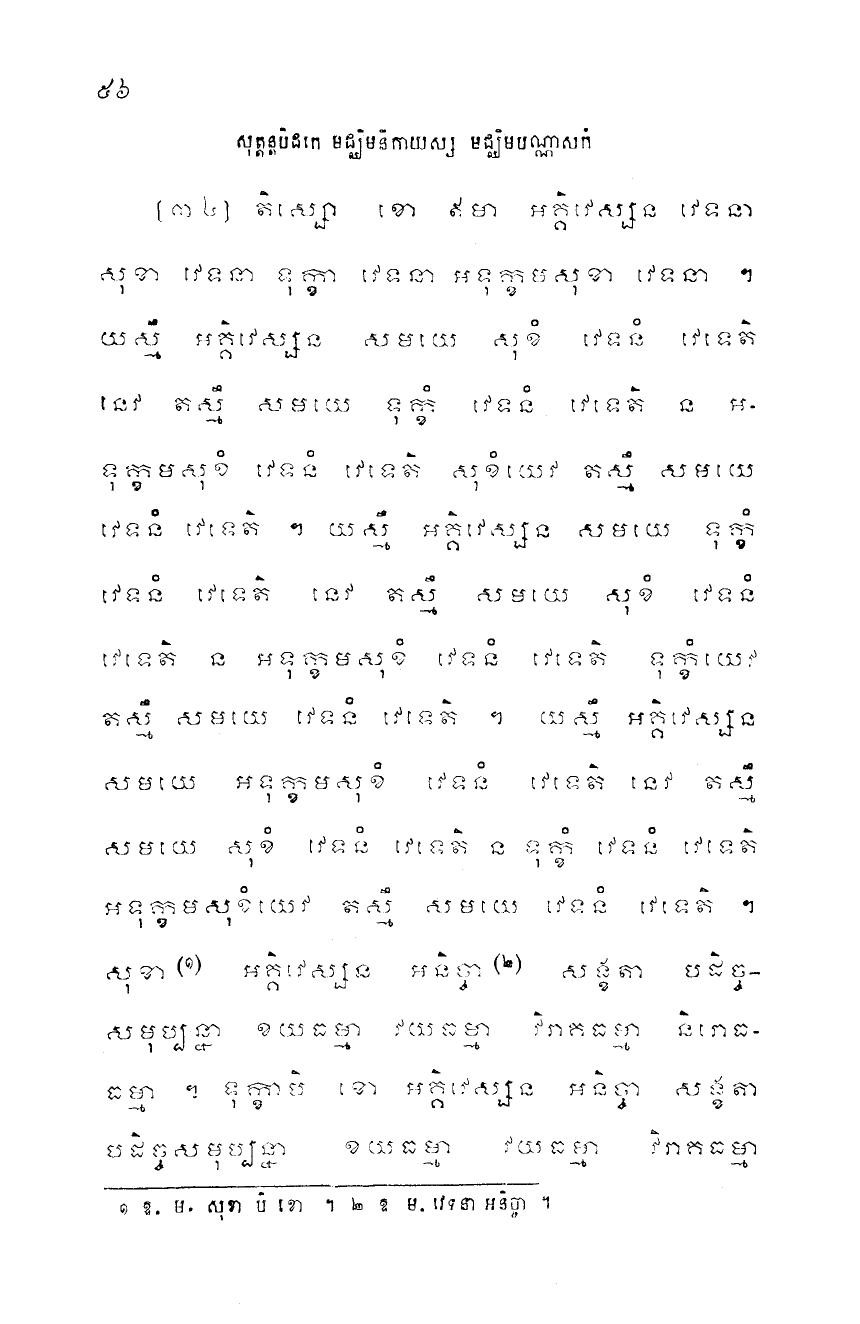 ៥៦
សុត្តន្តបិដកេ មជ្ឈិមនិកាយស្ស មជ្ឈិមបណ្ណាសកំ
(៣៤) តិស្សោ ខោ ៥មា អគ្គិវេស្សន វេទនា
សុខា វេទនា ទុក្ខា វេទនា អទុក្ខមសុខា វេទនា ។
យស្មឹ អគ្គិវេស្សន សមយេ សុខំ វេទនំ វេទេតិ
នេវ តស្មឹ សមយេ ទុក្ខំ វេទនំ វេទេតិ ន អ-
ទុក្ខមសុខំ វេទនំ វេទេតិ សុខំយេវ តស្មឹ សមយេ
វេទនំ វេទេតិ ។ យស្មឹ អគ្គិវេស្សន សមយេ ទុក្ខំ
វេទនំ វេទេតិ នេវ តស្មឹ សមយេ សុខំ វេទនំ
វេទេតិ ន អទុក្ខមសុខំ វេទនំ វេទេតិ ទុក្ខំយេវ
តស្មឹ សមយេ វេទនំ វេទេតិ ។ យស្មឹ អគ្គិវេស្សន
សមយេ អទុក្ខមសុខំ វេទនំ វេទេតិ នេវ តស្មឹ
សមយេ សុខំ វេទនំ វេទេតិ ន ទុក្ខំ វេទនំ វេទេតិ
អទុក្ខមសុខំយេវ តស្មឹ សមយេ វេទនំ វេទេតិ ។
សុខា (១) អគ្គិវេស្សន អនិច្ចា (២) សង្ខតា បដិច្ច-
សមុប្បន្នា ខយធម្មា វយធម្មា វិរាគធម្មា និរោធ-
ធម្មា ។ ទុក្ខាបិ ខោ អគ្គិវេស្សន អនិច្ចា សង្ខតា
បដិច្ចសមុប្បន្នា ខយធម្មា វយធម្មា វិរាគធម្មា
១ ឱ. ម. សុខា បិ ខោ ។ ២ ឱ ម. វេទនា អនិច្ចា ។